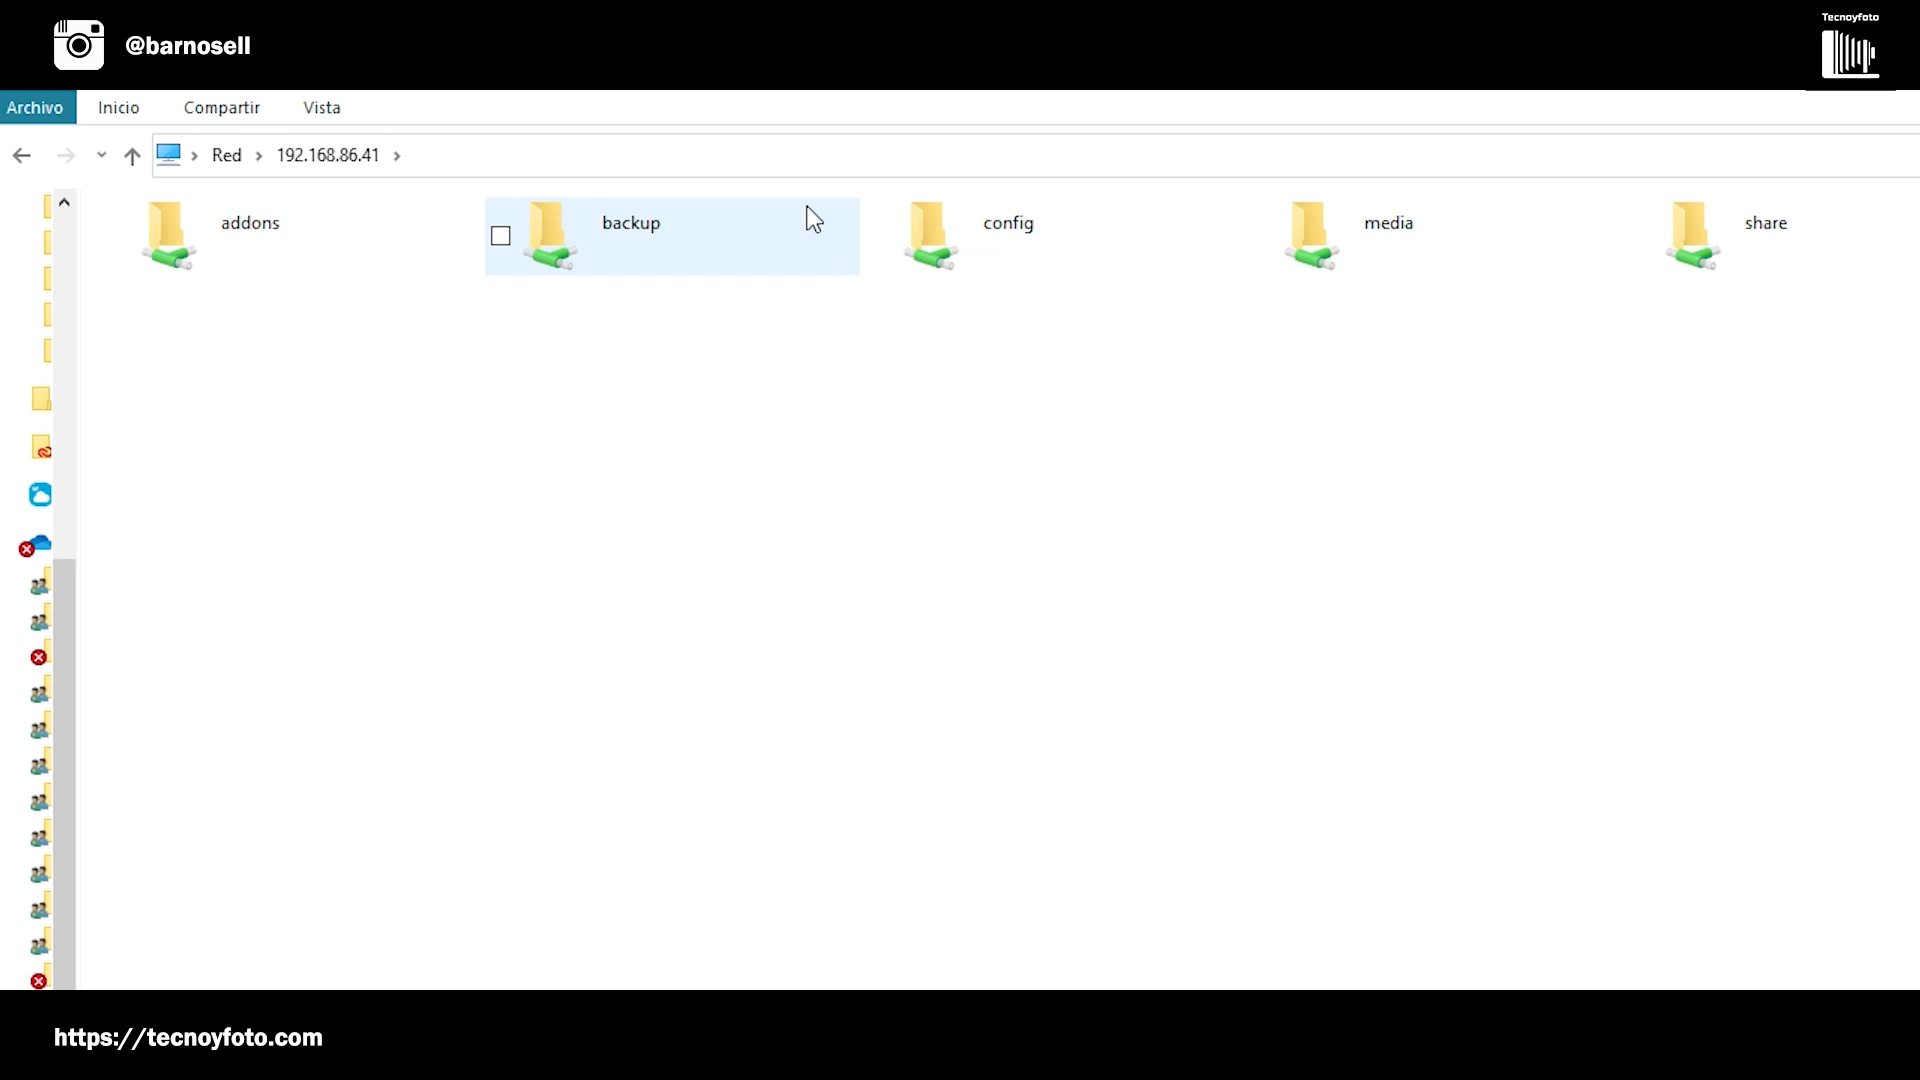 @barnosell
Tecnoyfoto
Archivo Inicio Compartir Vista
Red 192.168.86.41
addons backup config media share
https://tecnoyfoto.com